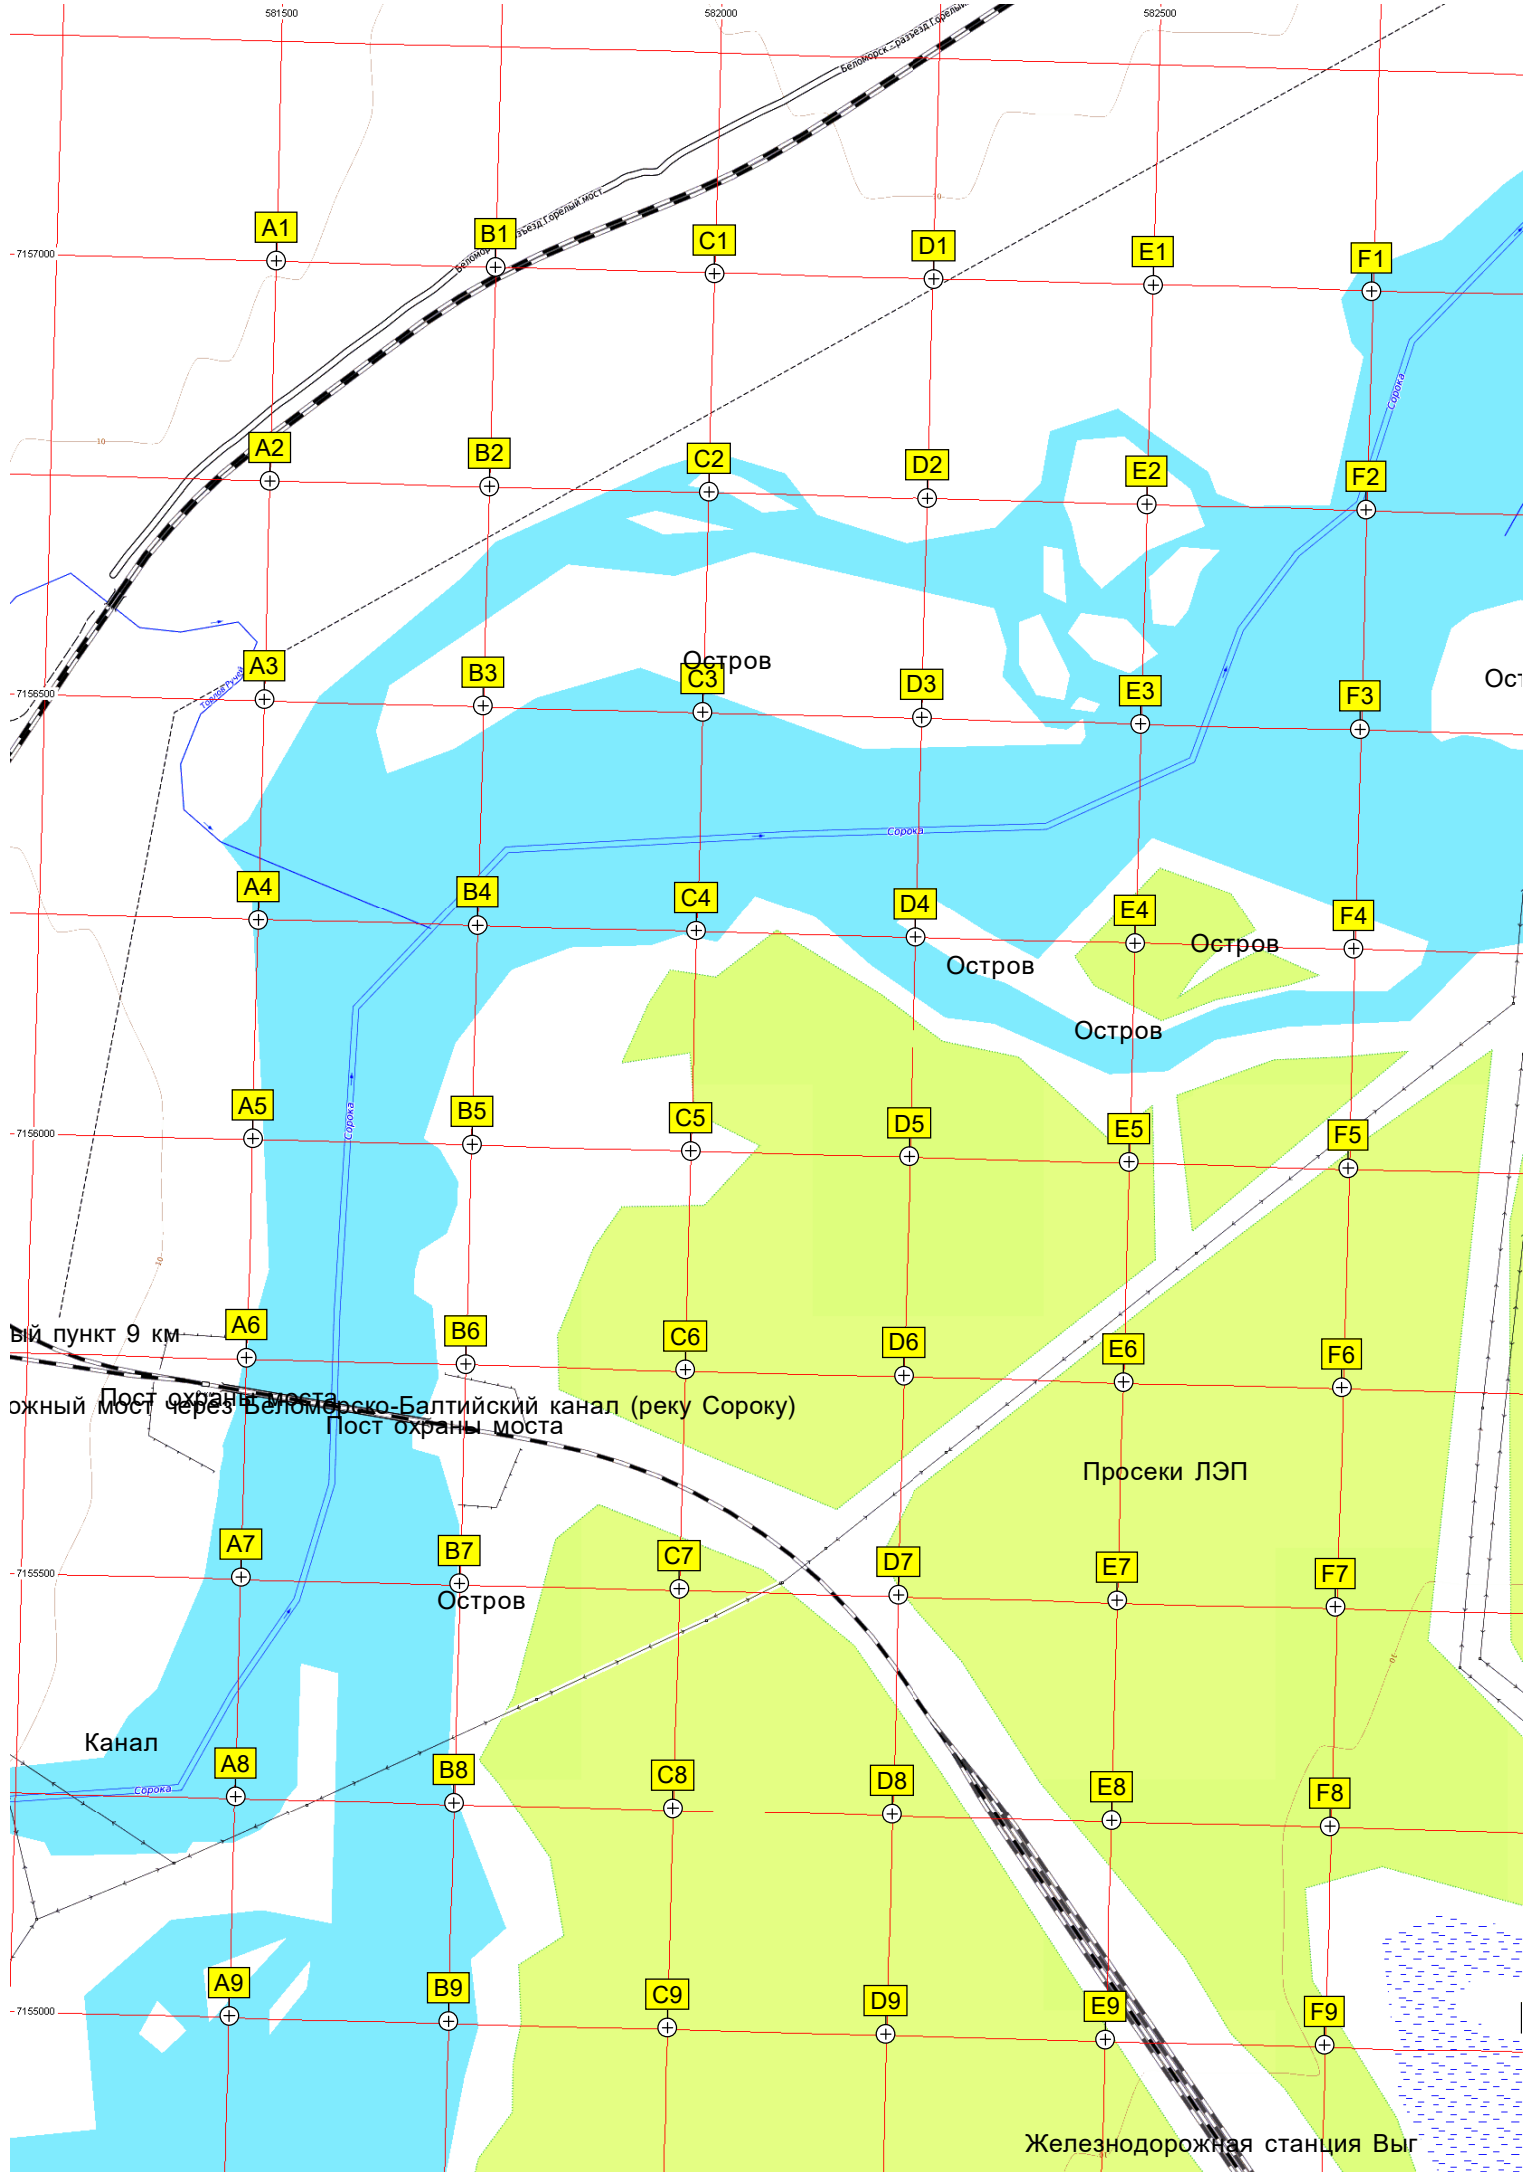 581500
582000
582500
Беломорск - разъезд Горелый
7157000
A1
B1
C1
D1
E1
F1
10
Сорока
10
A2
B2
C2
D2
E2
F2
Остров
7156500
Товлов Ручей
A3
B3
C3
D3
E3
F3
Ост
Сорока
A4
B4
C4
D4
E4
F4
Остров
Остров
Остров
Сорока
7156000
A5
B5
C5
D5
E5
F5
10
ый пункт 9 км
A6
B6
C6
D6
E6
F6
Пост охраны моста
ожный мост через Беломорско-Балтийский канал (реку Сороку)
Пост охраны моста
Просеки ЛЭП
7155500
A7
B7
C7
D7
E7
F7
Остров
10
Канал
Сорока
A8
B8
C8
D8
E8
F8
7155000
A9
B9
C9
D9
E9
F9
Железнодорожная станция Выг